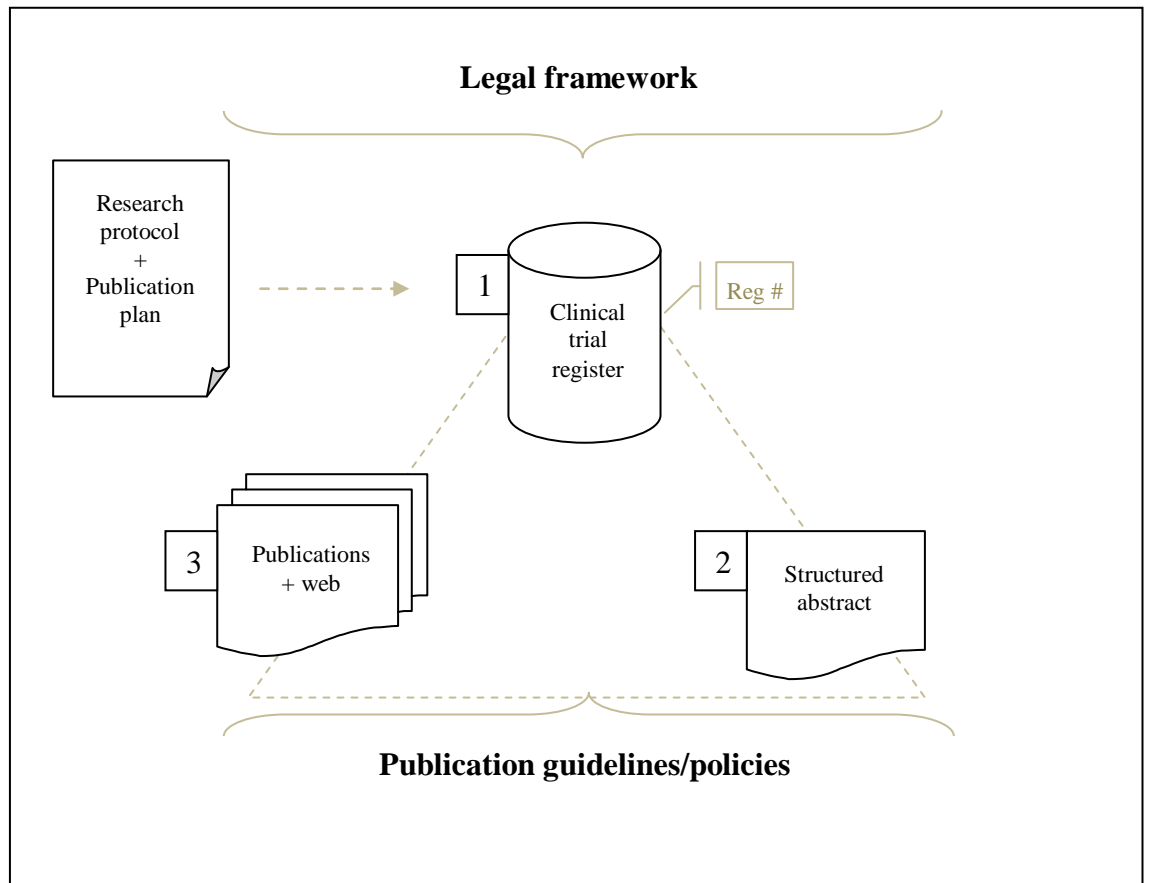 Legal framework
Research
protocol
+
Publication
plan
1
Clinical
trial
register
Reg #
3
Publications
+ web
2
Structured
abstract
Publication guidelines/policies